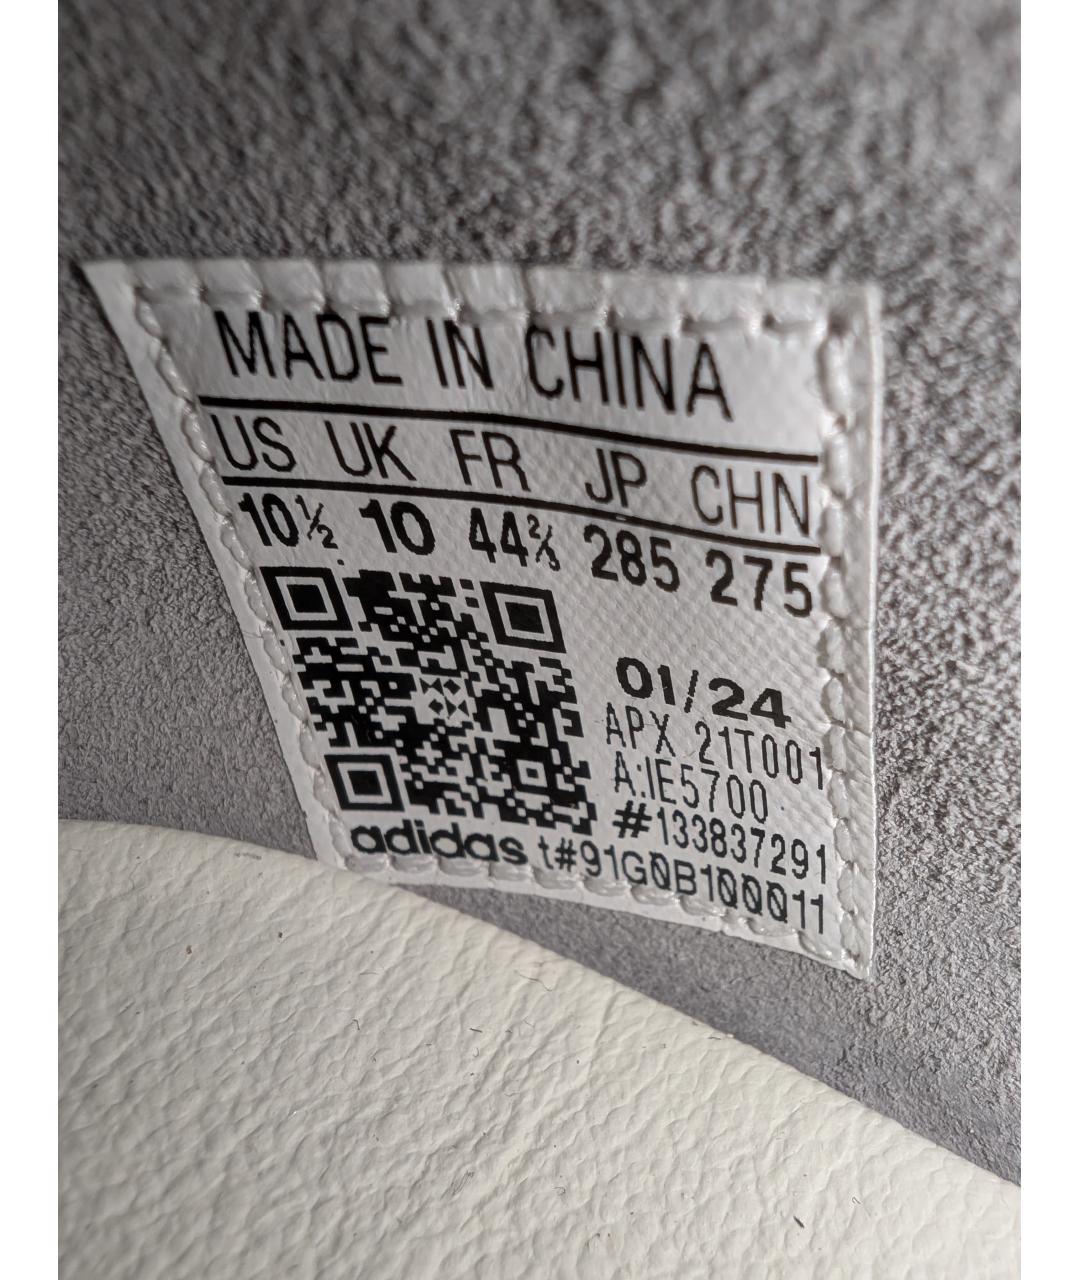 MADE IN CHINA
US UK FR JP CHN
10½ 10 44⅔ 285 275
01/24
APX 21T001
A:IE5700
#133837291
adidas t#91G0B100011